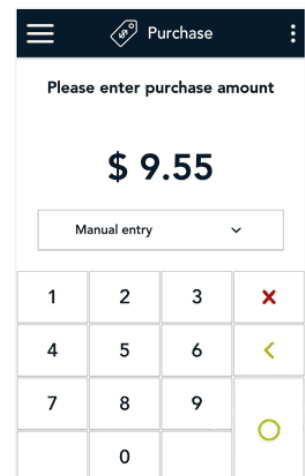 Purchase
Please enter purchase amount
$ 9.55
Manual entry
1 2 3
4 5 6
7 8 9
0